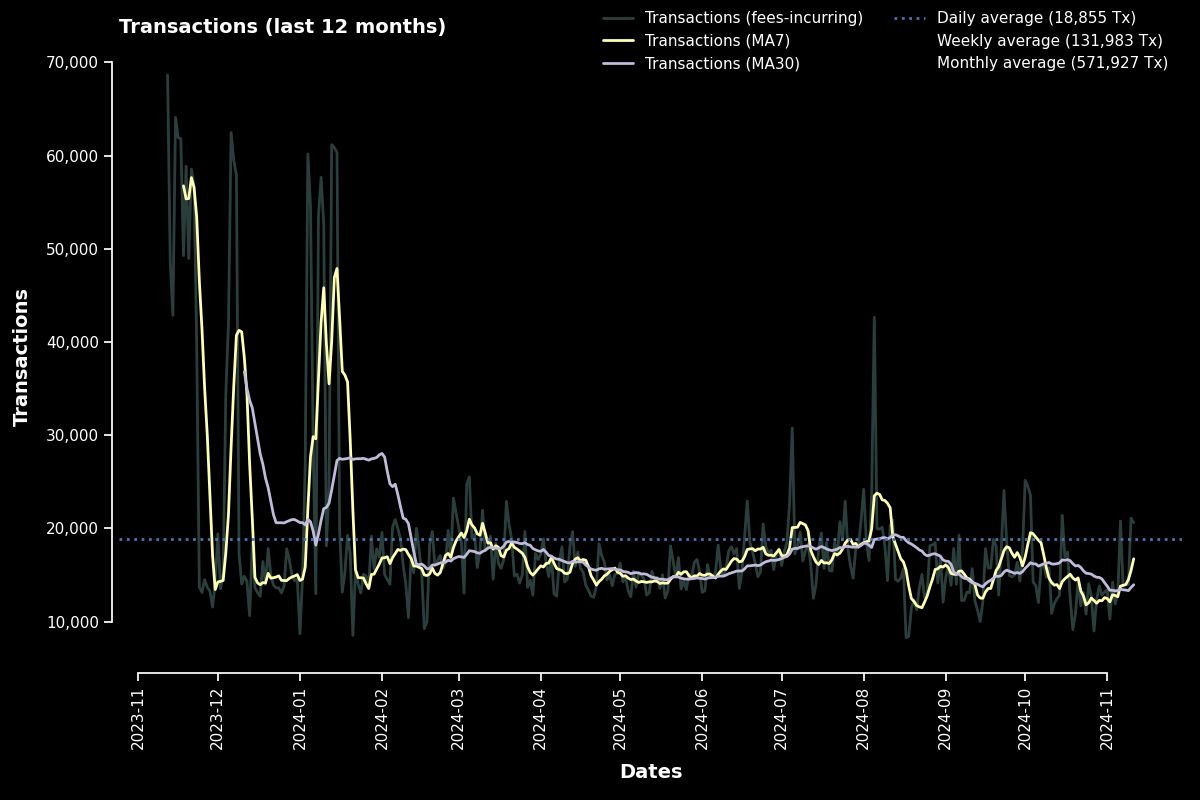 Transactions (last 12 months)
Transactions (fees-incurring)
Transactions (MA7)
Transactions (MA30)
Daily average (18,855 Tx)
Weekly average (131,983 Tx)
Monthly average (571,927 Tx)
Transactions
70,000
60,000
50,000
40,000
30,000
20,000
10,000
2023-11
2023-12
2024-01
2024-02
2024-03
2024-04
2024-05
2024-06
2024-07
2024-08
2024-09
2024-10
2024-11
Dates